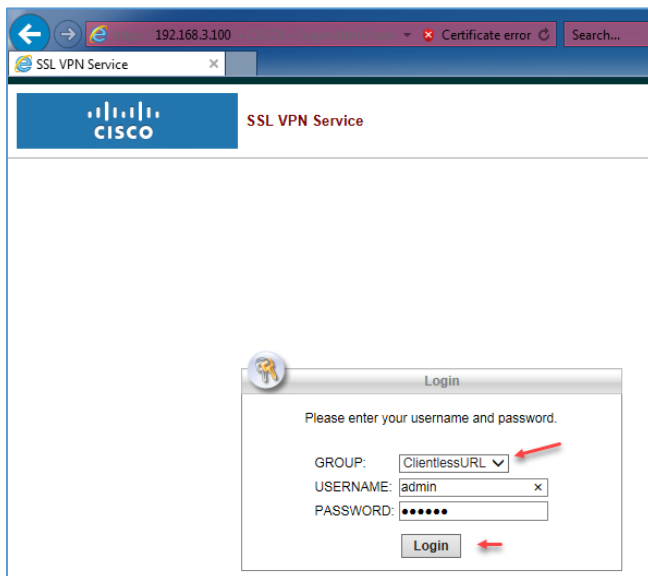 192.168.3.100 Certificate error Search...
SSL VPN Service
CISCO SSL VPN Service
Login
Please enter your username and password.
GROUP: ClientlessURL
USERNAME: admin
PASSWORD: ••••••
Login